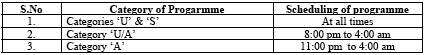 S.No Category of Progarmme Scheduling of programme
1. Categories ‘U’ & ‘S’ At all times
2. Category ‘U/A’ 8:00 pm to 4:00 am
3. Category ‘A’ 11:00 pm to 4:00 am